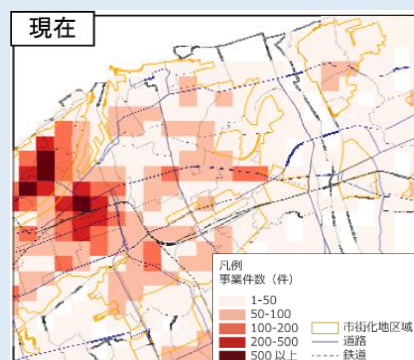 現在
凡例
事業件数（件）
1-50
50-100
100-200
200-500
500 以上
市街化地区域
道路
鉄道